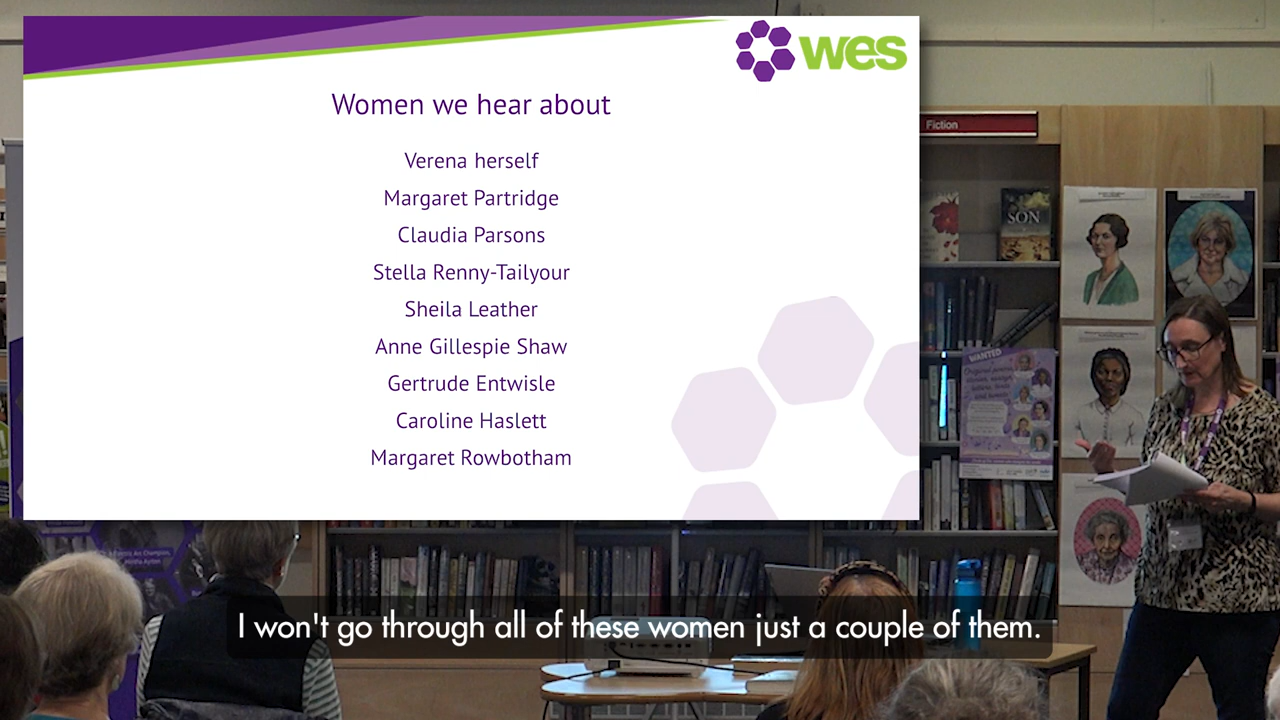 wes
Women we hear about
Verena herself
Margaret Partridge
Claudia Parsons
Stella Renny-Tailyour
Sheila Leather
Anne Gillespie Shaw
Gertrude Entwisle
Caroline Haslett
Margaret Rowbotham
Fiction
SON
WANTED
Original poems,
I won't go through all of these women just a couple of them.